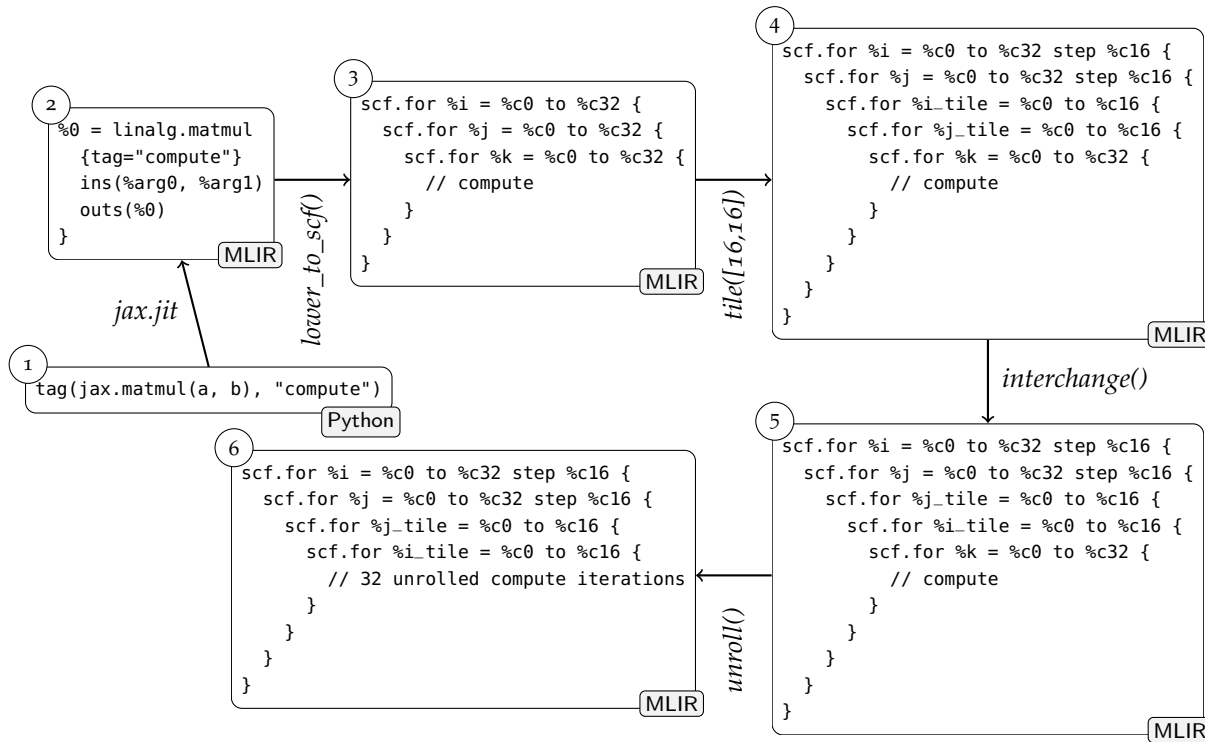 1
tag(jax.matmul(a, b), "compute")
Python
jax.jit
2
%0 = linalg.matmul
{tag="compute"}
ins(%arg0, %arg1)
outs(%0)
}
MLIR
lower_to_scf()
3
scf.for %i = %c0 to %c32 {
scf.for %j = %c0 to %c32 {
scf.for %k = %c0 to %c32 {
// compute
}
}
}
MLIR
tile([16,16])
4
scf.for %i = %c0 to %c32 step %c16 {
scf.for %j = %c0 to %c32 step %c16 {
scf.for %i_tile = %c0 to %c16 {
scf.for %j_tile = %c0 to %c16 {
scf.for %k = %c0 to %c32 {
// compute
}
}
}
}
}
MLIR
interchange()
5
scf.for %i = %c0 to %c32 step %c16 {
scf.for %j = %c0 to %c32 step %c16 {
scf.for %j_tile = %c0 to %c16 {
scf.for %i_tile = %c0 to %c16 {
scf.for %k = %c0 to %c32 {
// compute
}
}
}
}
}
MLIR
unroll()
6
scf.for %i = %c0 to %c32 step %c16 {
scf.for %j = %c0 to %c32 step %c16 {
scf.for %j_tile = %c0 to %c16 {
scf.for %i_tile = %c0 to %c16 {
// 32 unrolled compute iterations
}
}
}
}
MLIR